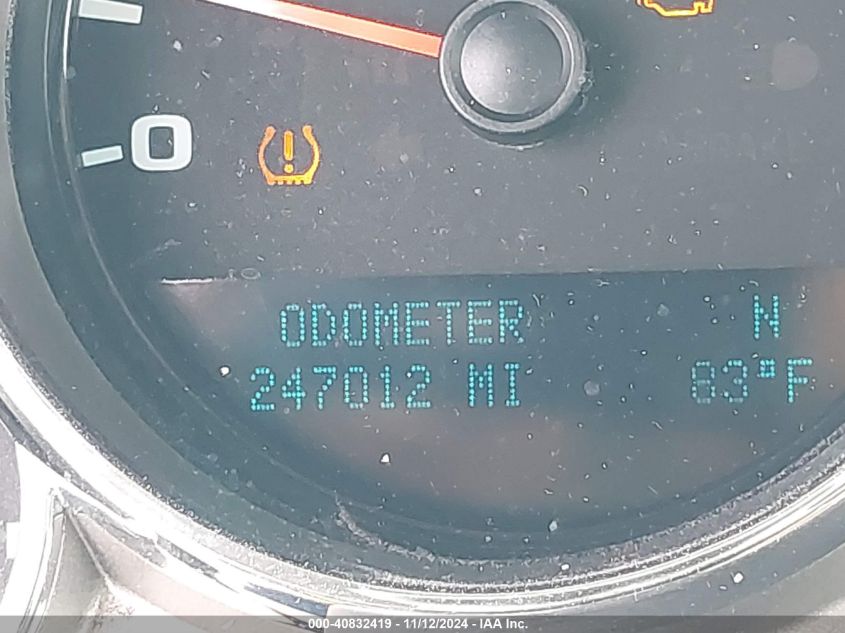 0
ODOMETER N
247012 MI 83°F
000-40832419 - 11/12/2024 - IAA Inc.